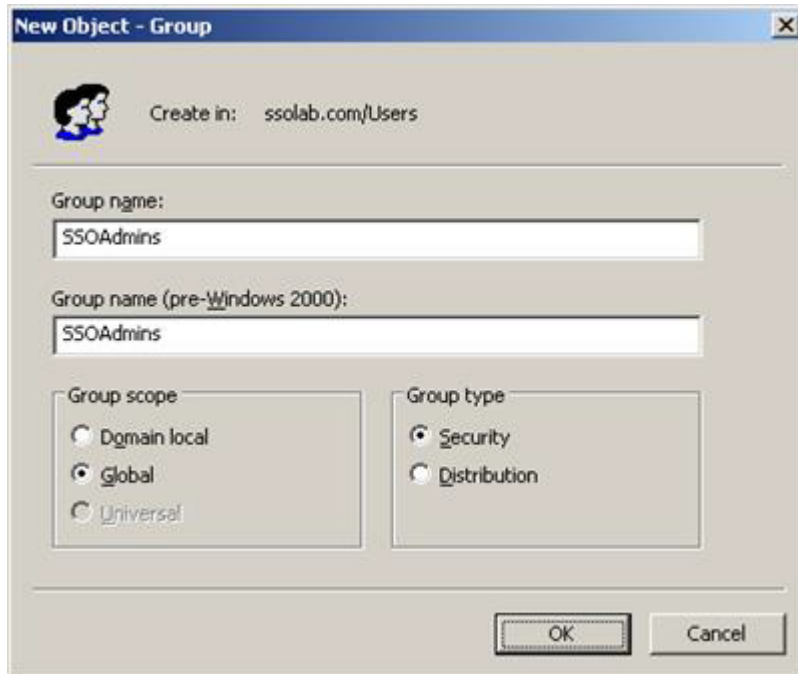 New Object - Group
Create in: ssolab.com/Users
Group name:
SSOAdmins
Group name (pre-Windows 2000):
SSOAdmins
Group scope
Domain local
Global
Universal
Group type
Security
Distribution
OK
Cancel